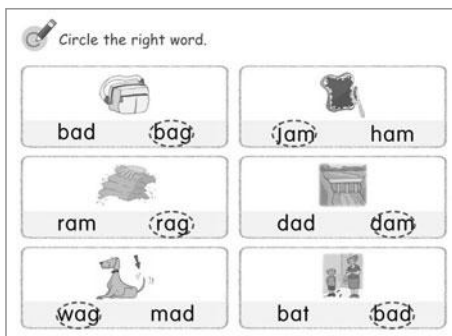 Circle the right word.
bad bag
jam ham
ram rag
dad dam
wag mad
bat bad